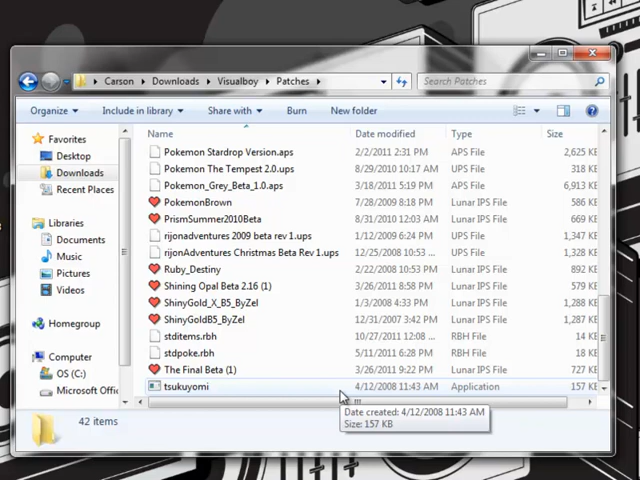 Carson ▸ Downloads ▸ Visualboy ▸ Patches ▸
Search Patches
Organize
Include in library
Share with
Burn
New folder
Name
Date modified
Type
Size
Favorites
Desktop
Downloads
Recent Places
Libraries
Documents
Music
Pictures
Videos
Homegroup
Computer
OS (C:)
Microsoft Offi
Pokemon Stardrop Version.aps 2/2/2011 2:31 PM APS File 2,625 KB
Pokemon The Tempest 2.0.ups 8/29/2010 10:17 AM UPS File 318 KB
Pokemon_Grey_Beta_1.0.aps 3/18/2011 5:19 PM APS File 6,913 KB
PokemonBrown 7/28/2009 8:18 PM Lunar IPS File 586 KB
PrismSummer2010Beta 8/31/2010 12:03 AM Lunar IPS File 669 KB
rijonadventures 2009 beta rev 1.ups 1/12/2009 6:24 PM UPS File 1,347 KB
rijonAdventures Christmas Beta Rev 1.ups 12/25/2008 10:53 ... UPS File 1,328 KB
Ruby_Destiny 2/22/2008 10:53 PM Lunar IPS File 892 KB
Shining Opal Beta 2.16 (1) 3/26/2011 8:58 PM Lunar IPS File 579 KB
ShinyGold_X_B5_ByZel 1/3/2008 4:33 PM Lunar IPS File 1,288 KB
ShinyGoldB5_ByZel 12/31/2007 3:42 PM Lunar IPS File 1,287 KB
stditems.rbh 10/27/2011 12:08 ... RBH File 14 KB
stdpoke.rbh 5/11/2011 6:28 PM RBH File 18 KB
The Final Beta (1) 3/26/2011 9:22 PM Lunar IPS File 727 KB
tsukuyomi 4/12/2008 11:43 AM Application 157 KB
Date created: 4/12/2008 11:43 AM
Size: 157 KB
42 items